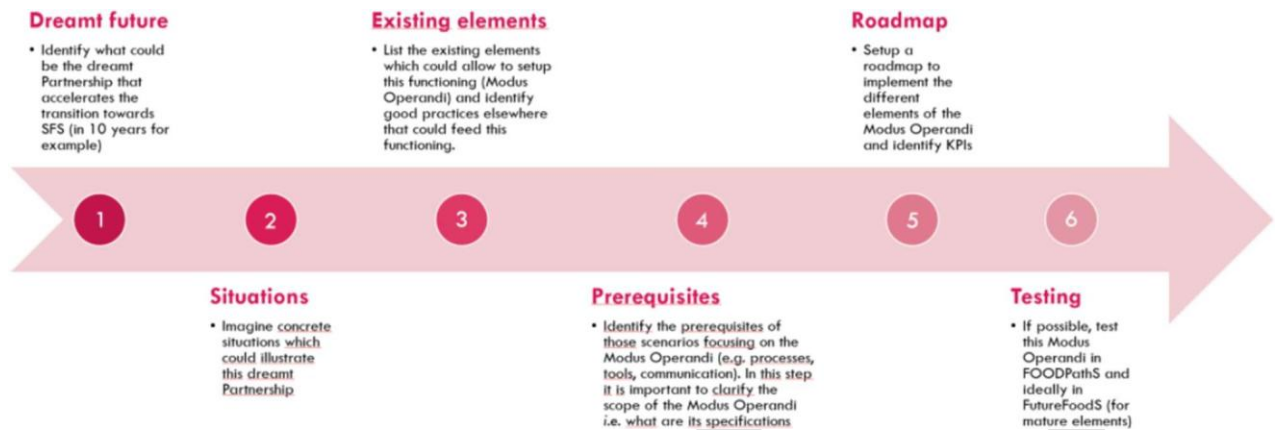 Dreamt future
• Identify what could
be the dreamt
Partnership that
accelerates the
transition towards
SFS (in 10 years for
example)
Existing elements
• List the existing elements
which could allow to setup
this functioning (Modus
Operandi) and identify
good practices elsewhere
that could feed this
functioning.
Roadmap
• Setup a
roadmap to
implement the
different
elements of the
Modus Operandi
and identify KPIs
1
2
3
4
5
6
Situations
• Imagine concrete
situations which
could illustrate
this dreamt
Partnership
Prerequisites
• Identify the prerequisites of
those scenarios focusing on the
Modus Operandi (e.g. processes,
tools, communication). In this step
it is important to clarify the
scope of the Modus Operandi
i.e. what are its specifications
Testing
• If possible, test
this Modus
Operandi in
FOODPathS and
ideally in
FutureFoodS (for
mature elements)